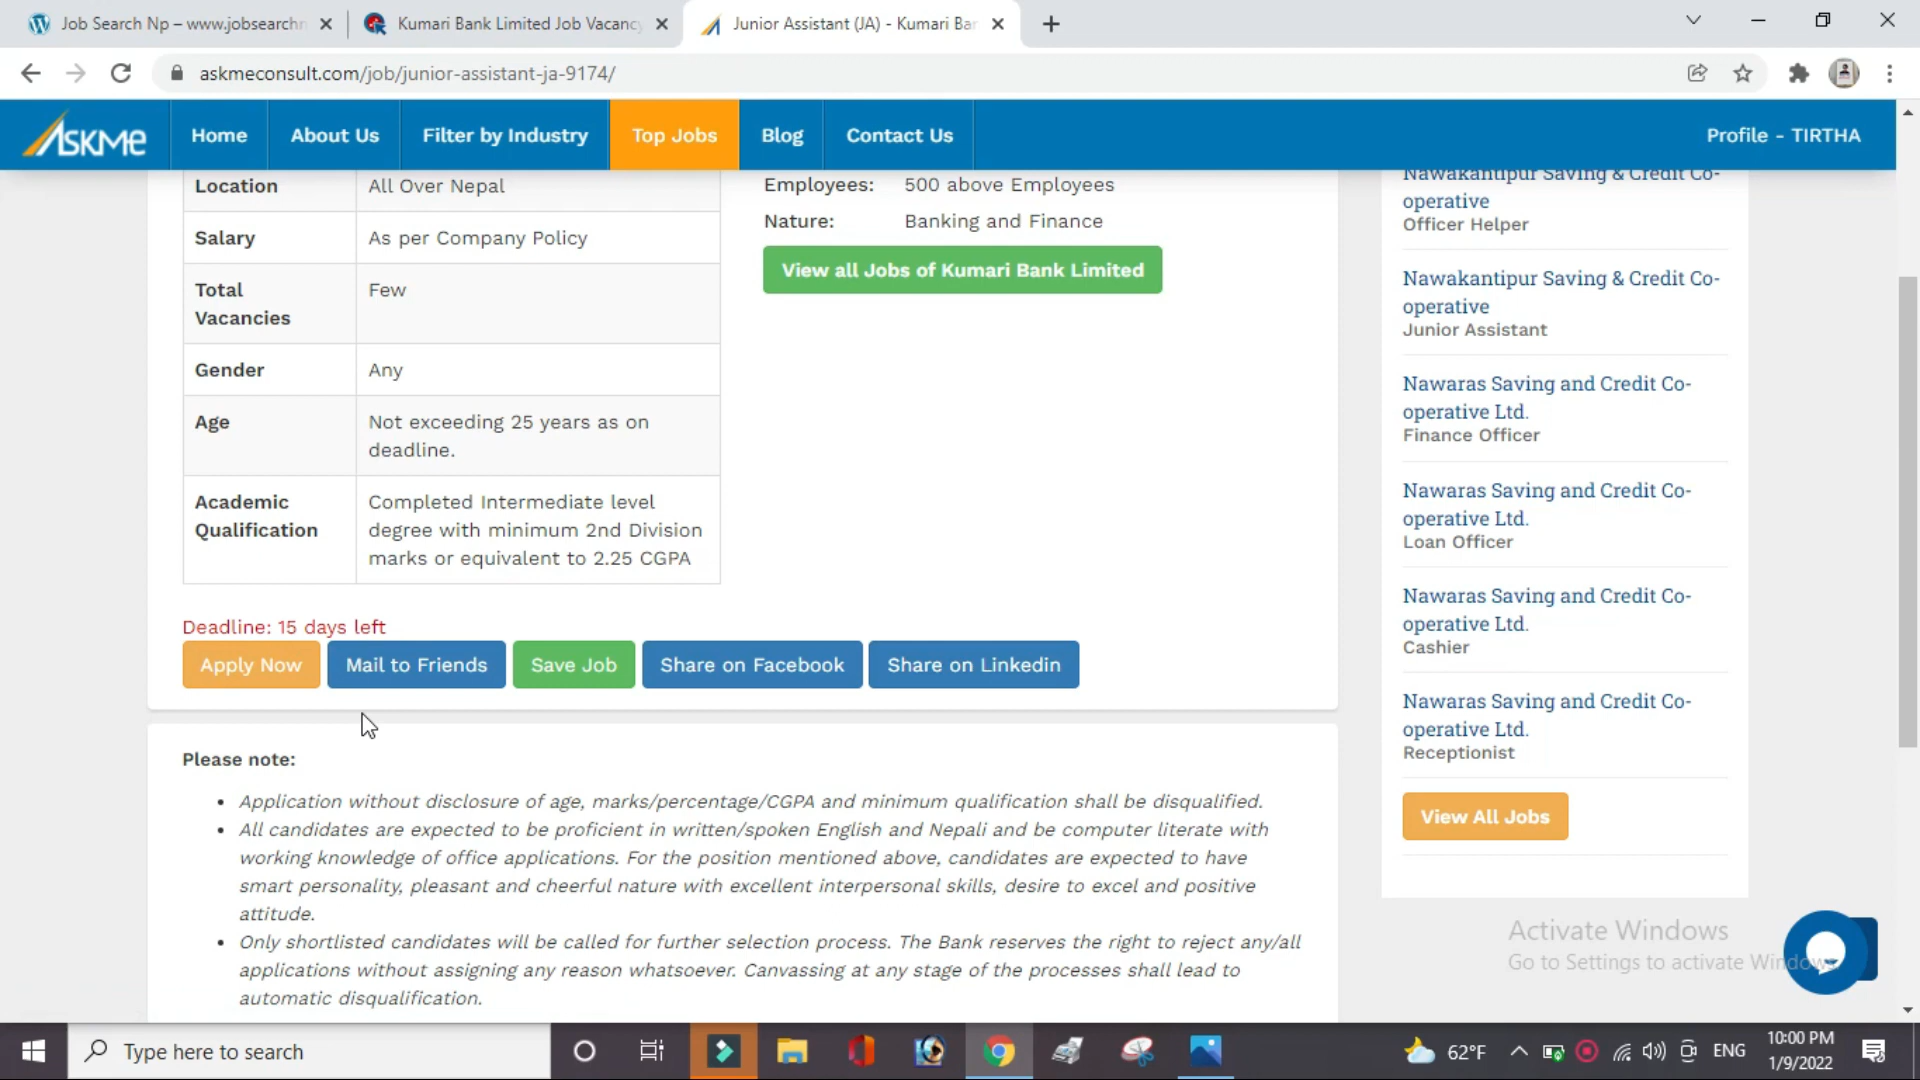 Job Search Np – www.jobsearchn
Kumari Bank Limited Job Vacancy
Junior Assistant (JA) - Kumari Ban
askmeconsult.com/job/junior-assistant-ja-9174/
ASKMe
Home
About Us
Filter by Industry
Top Jobs
Blog
Contact Us
Profile - TIRTHA
Location All Over Nepal
Salary As per Company Policy
Total Few
Vacancies
Gender Any
Age Not exceeding 25 years as on
deadline.
Academic Completed Intermediate level
Qualification degree with minimum 2nd Division
marks or equivalent to 2.25 CGPA
Employees: 500 above Employees
Nature: Banking and Finance
View all Jobs of Kumari Bank Limited
Deadline: 15 days left
Apply Now
Mail to Friends
Save Job
Share on Facebook
Share on Linkedin
Please note:
• Application without disclosure of age, marks/percentage/CGPA and minimum qualification shall be disqualified.
• All candidates are expected to be proficient in written/spoken English and Nepali and be computer literate with
working knowledge of office applications. For the position mentioned above, candidates are expected to have
smart personality, pleasant and cheerful nature with excellent interpersonal skills, desire to excel and positive
attitude.
• Only shortlisted candidates will be called for further selection process. The Bank reserves the right to reject any/all
applications without assigning any reason whatsoever. Canvassing at any stage of the processes shall lead to
automatic disqualification.
Nawakantipur Saving & Credit Co-
operative
Officer Helper
Nawakantipur Saving & Credit Co-
operative
Junior Assistant
Nawaras Saving and Credit Co-
operative Ltd.
Finance Officer
Nawaras Saving and Credit Co-
operative Ltd.
Loan Officer
Nawaras Saving and Credit Co-
operative Ltd.
Cashier
Nawaras Saving and Credit Co-
operative Ltd.
Receptionist
View All Jobs
Activate Windows
Go to Settings to activate Windows.
Type here to search
62°F
ENG
10:00 PM
1/9/2022